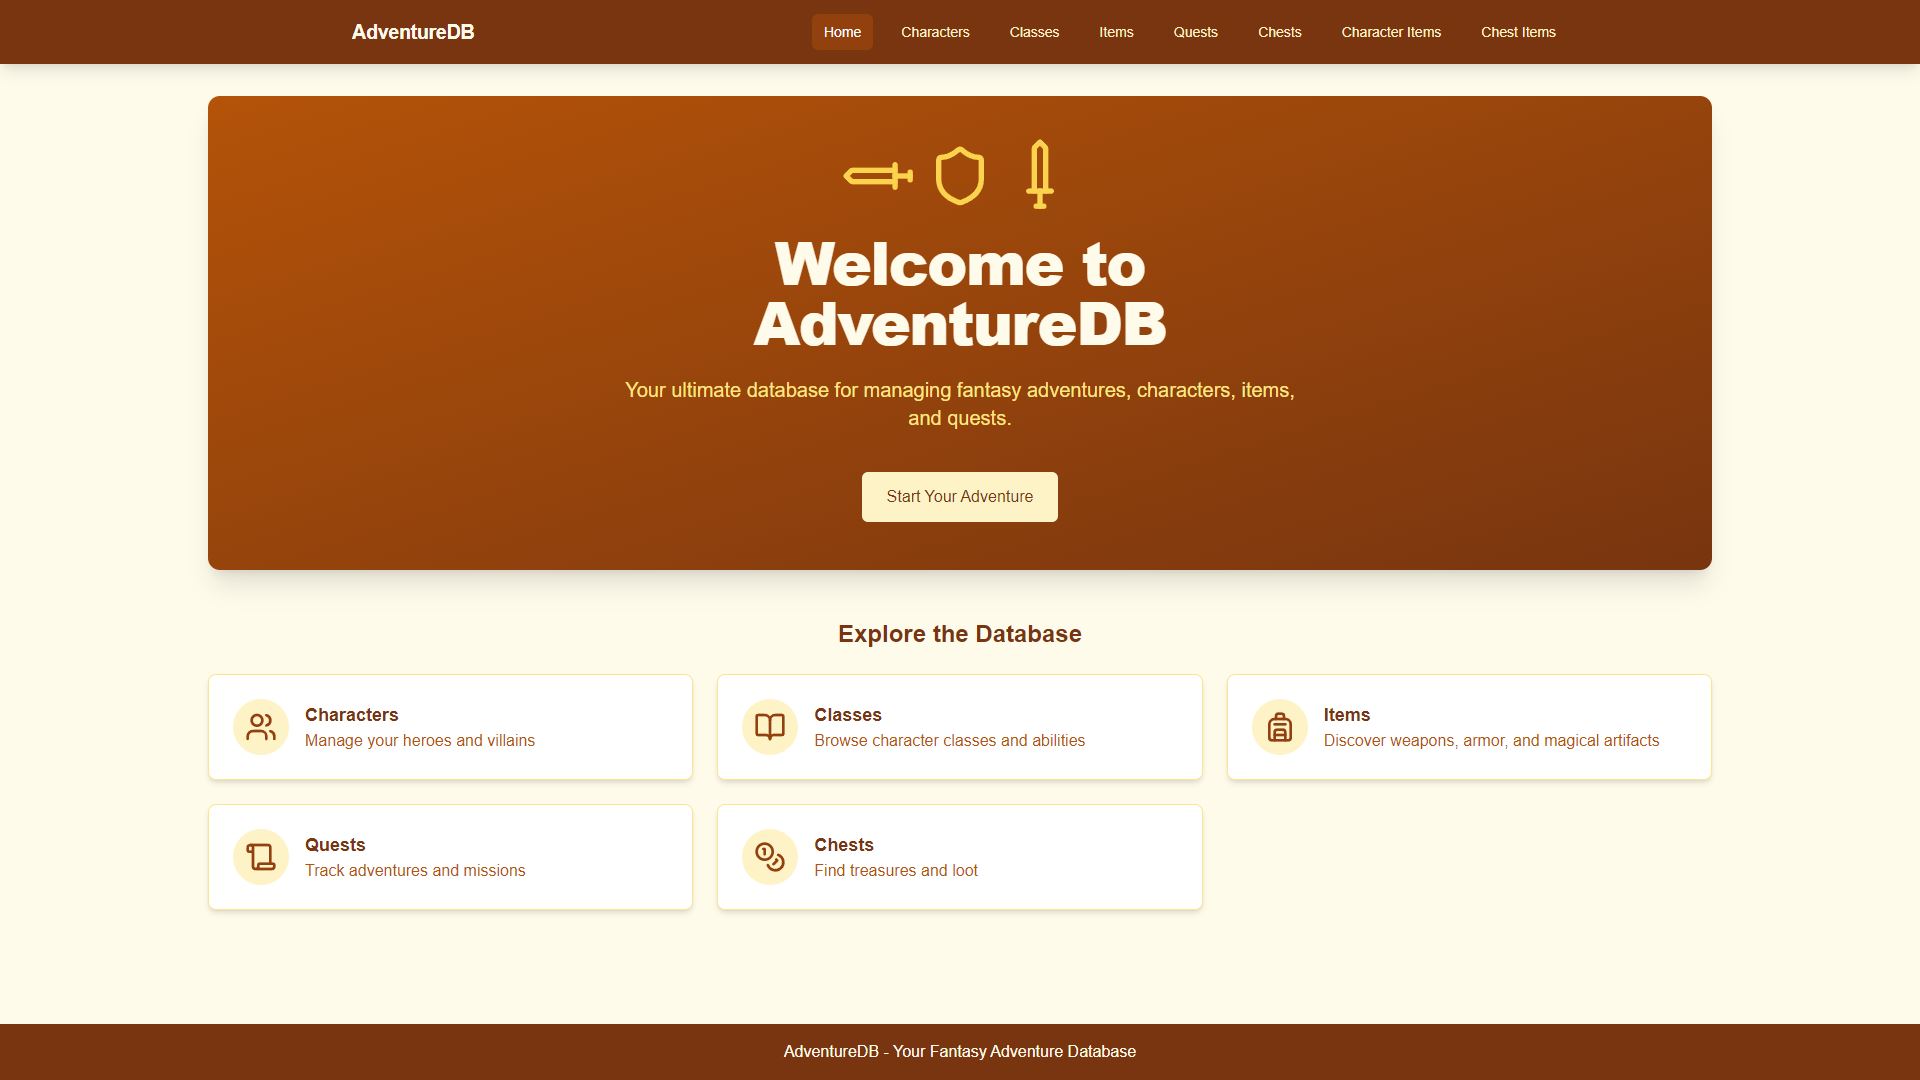 AdventureDB
Home
Characters
Classes
Items
Quests
Chests
Character Items
Chest Items
Welcome to
AdventureDB
Your ultimate database for managing fantasy adventures, characters, items,
and quests.
Start Your Adventure
Explore the Database
Characters
Manage your heroes and villains
Classes
Browse character classes and abilities
Items
Discover weapons, armor, and magical artifacts
Quests
Track adventures and missions
Chests
Find treasures and loot
AdventureDB - Your Fantasy Adventure Database